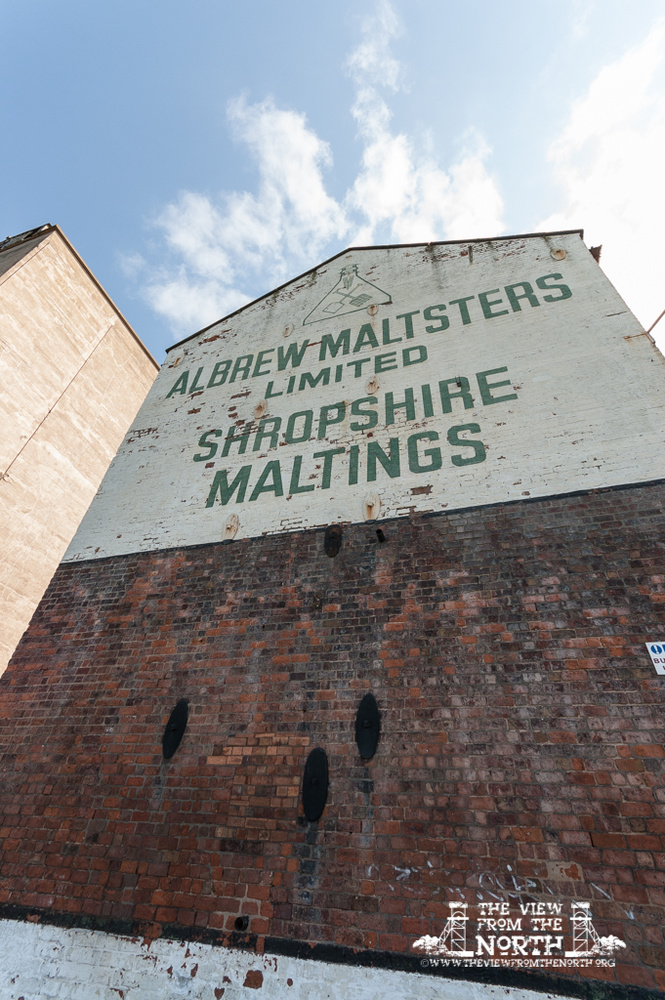 ALBREW MALTSTERS
LIMITED
SHROPSHIRE
MALTINGS
THE VIEW
FROM THE
NORTH
©WWW.THEVIEWFROMTHENORTH.ORG